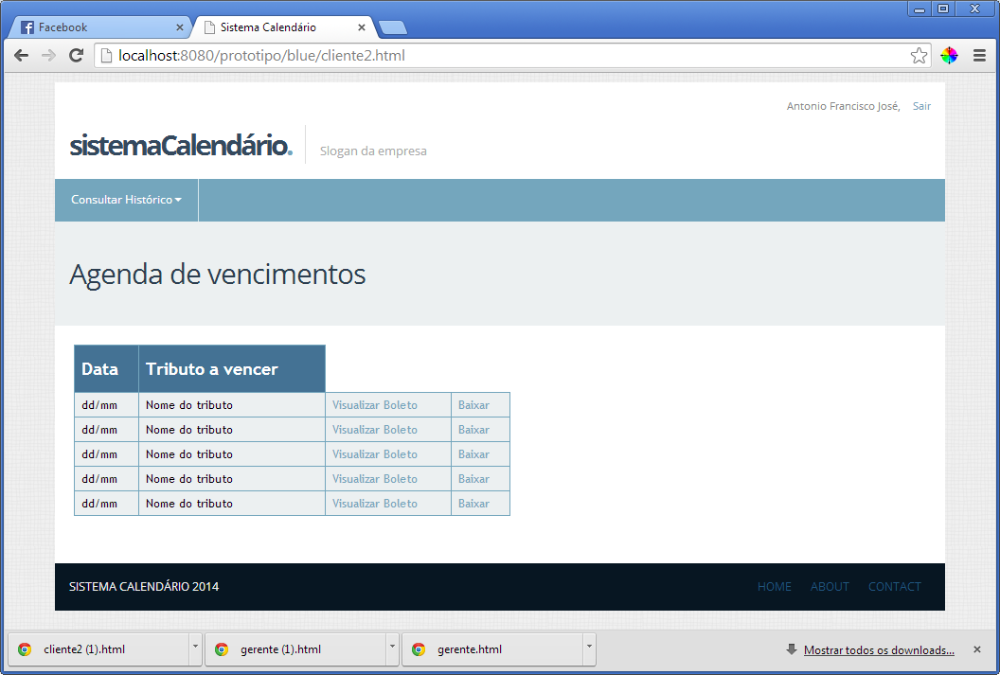 Facebook
Sistema Calendário
localhost:8080/prototipo/blue/cliente2.html
Antonio Francisco José, Sair
sistemaCalendário.
Slogan da empresa
Consultar Histórico
Agenda de vencimentos
Data Tributo a vencer
dd/mm Nome do tributo Visualizar Boleto Baixar
dd/mm Nome do tributo Visualizar Boleto Baixar
dd/mm Nome do tributo Visualizar Boleto Baixar
dd/mm Nome do tributo Visualizar Boleto Baixar
dd/mm Nome do tributo Visualizar Boleto Baixar
SISTEMA CALENDÁRIO 2014 HOME ABOUT CONTACT
cliente2 (1).html gerente (1).html gerente.html Mostrar todos os downloads...